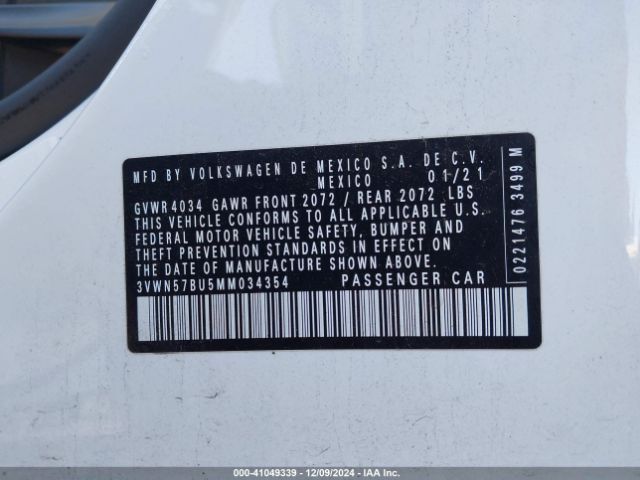 MFD BY VOLKSWAGEN DE MEXICO S.A. DE C.V.
MEXICO 01/21
GVWR 4034 GAWR FRONT 2072 / REAR 2072 LBS
THIS VEHICLE CONFORMS TO ALL APPLICABLE U.S.
FEDERAL MOTOR VEHICLE SAFETY, BUMPER AND
THEFT PREVENTION STANDARDS IN EFFECT ON
THE DATE OF MANUFACTURE SHOWN ABOVE.
3VWN57BU5MM034354 PASSENGER CAR
0221476 3499 M
000-41049339 - 12/09/2024 - IAA Inc.